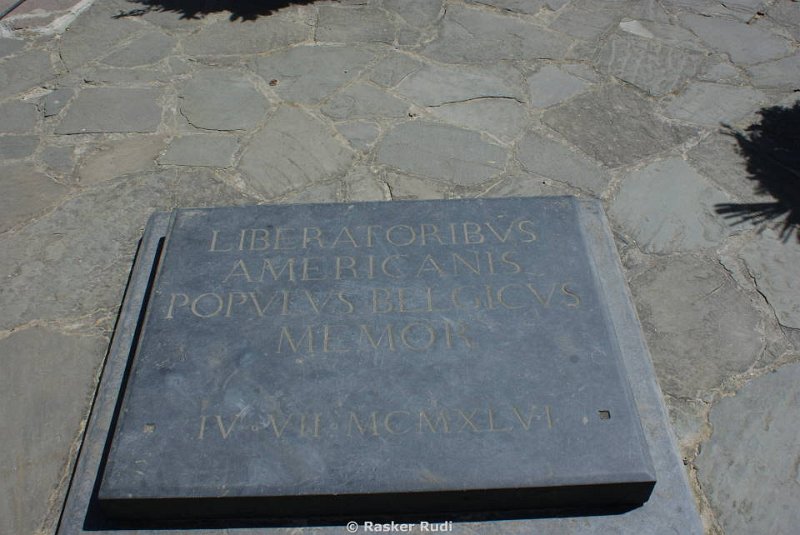 LIBERATORIBVS
AMERICANIS
POPVLVS BELGICVS
MEMOR
IV · VII MCMXLVI
© Rasker Rudi